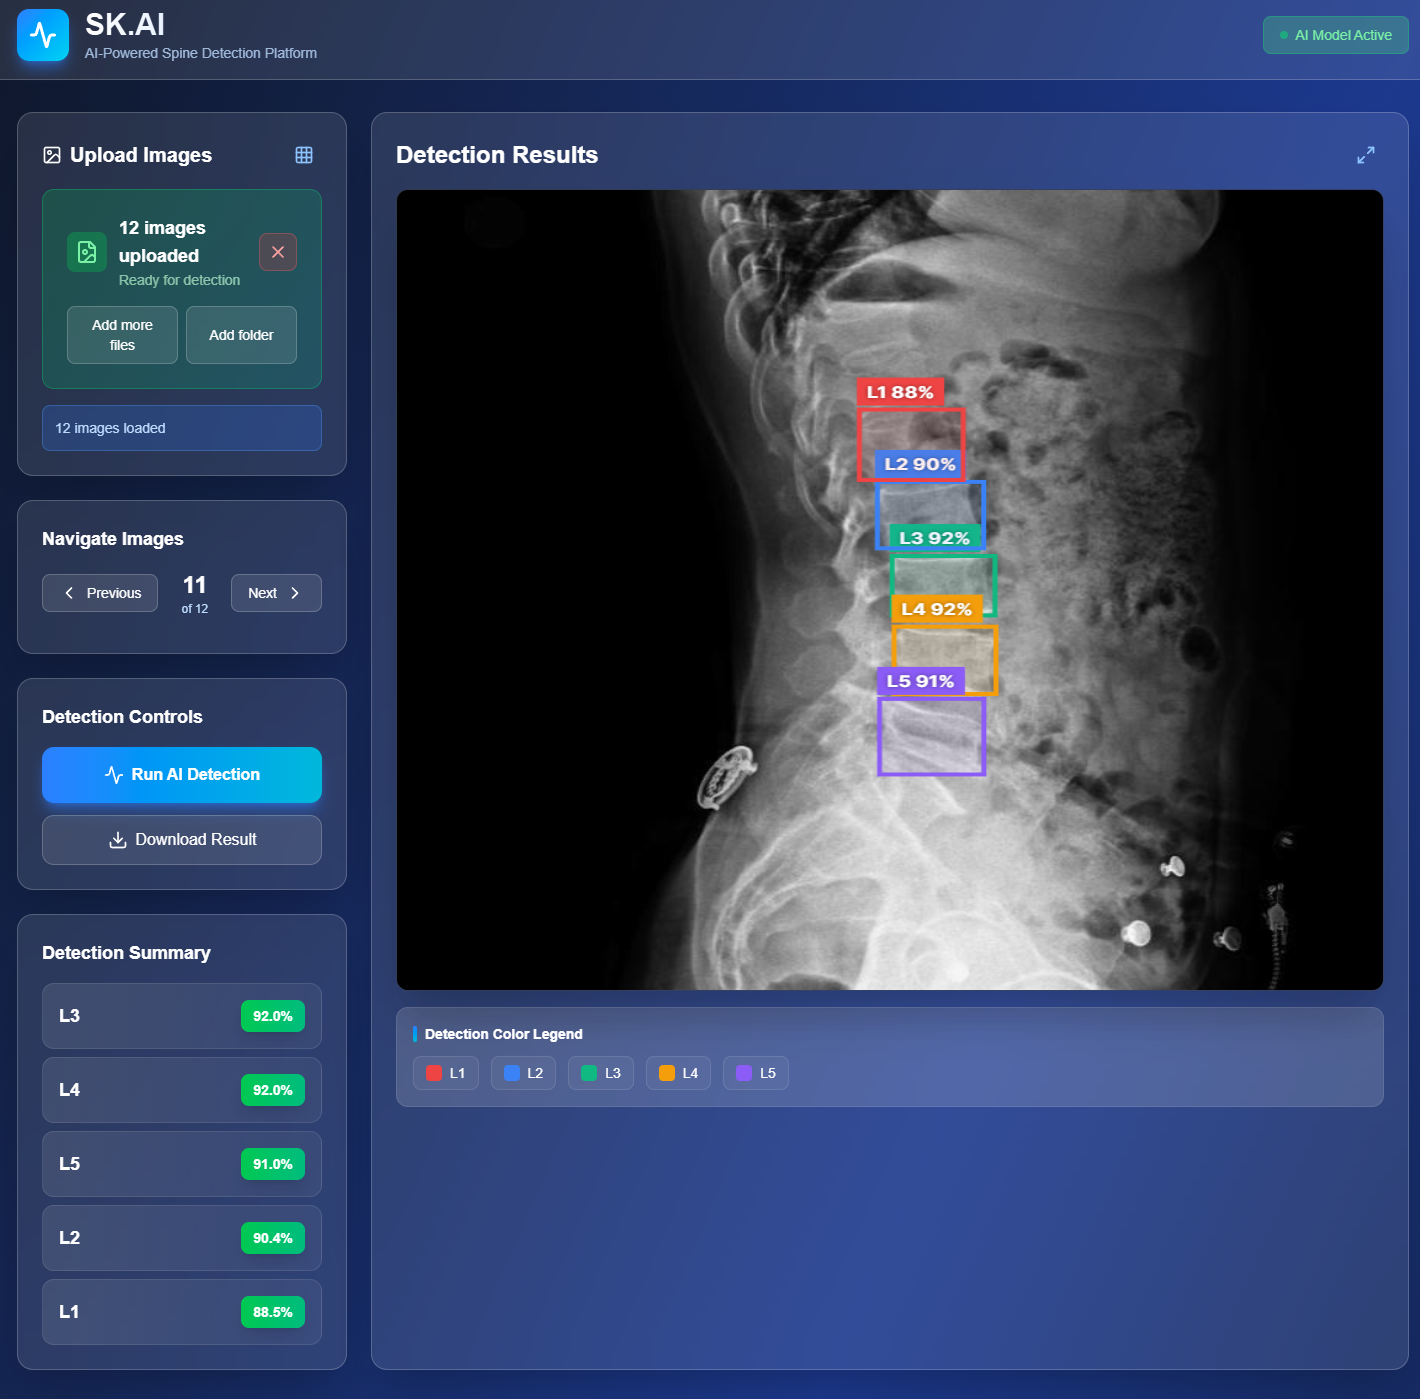 SK.AI
AI-Powered Spine Detection Platform
AI Model Active
Upload Images
12 images
uploaded
Ready for detection
Add more
files
Add folder
12 images loaded
Navigate Images
Previous
11
of 12
Next
Detection Controls
Run AI Detection
Download Result
Detection Summary
L3
92.0%
L4
92.0%
L5
91.0%
L2
90.4%
L1
88.5%
Detection Results
L1 88%
L2 90%
L3 92%
L4 92%
L5 91%
Detection Color Legend
L1
L2
L3
L4
L5